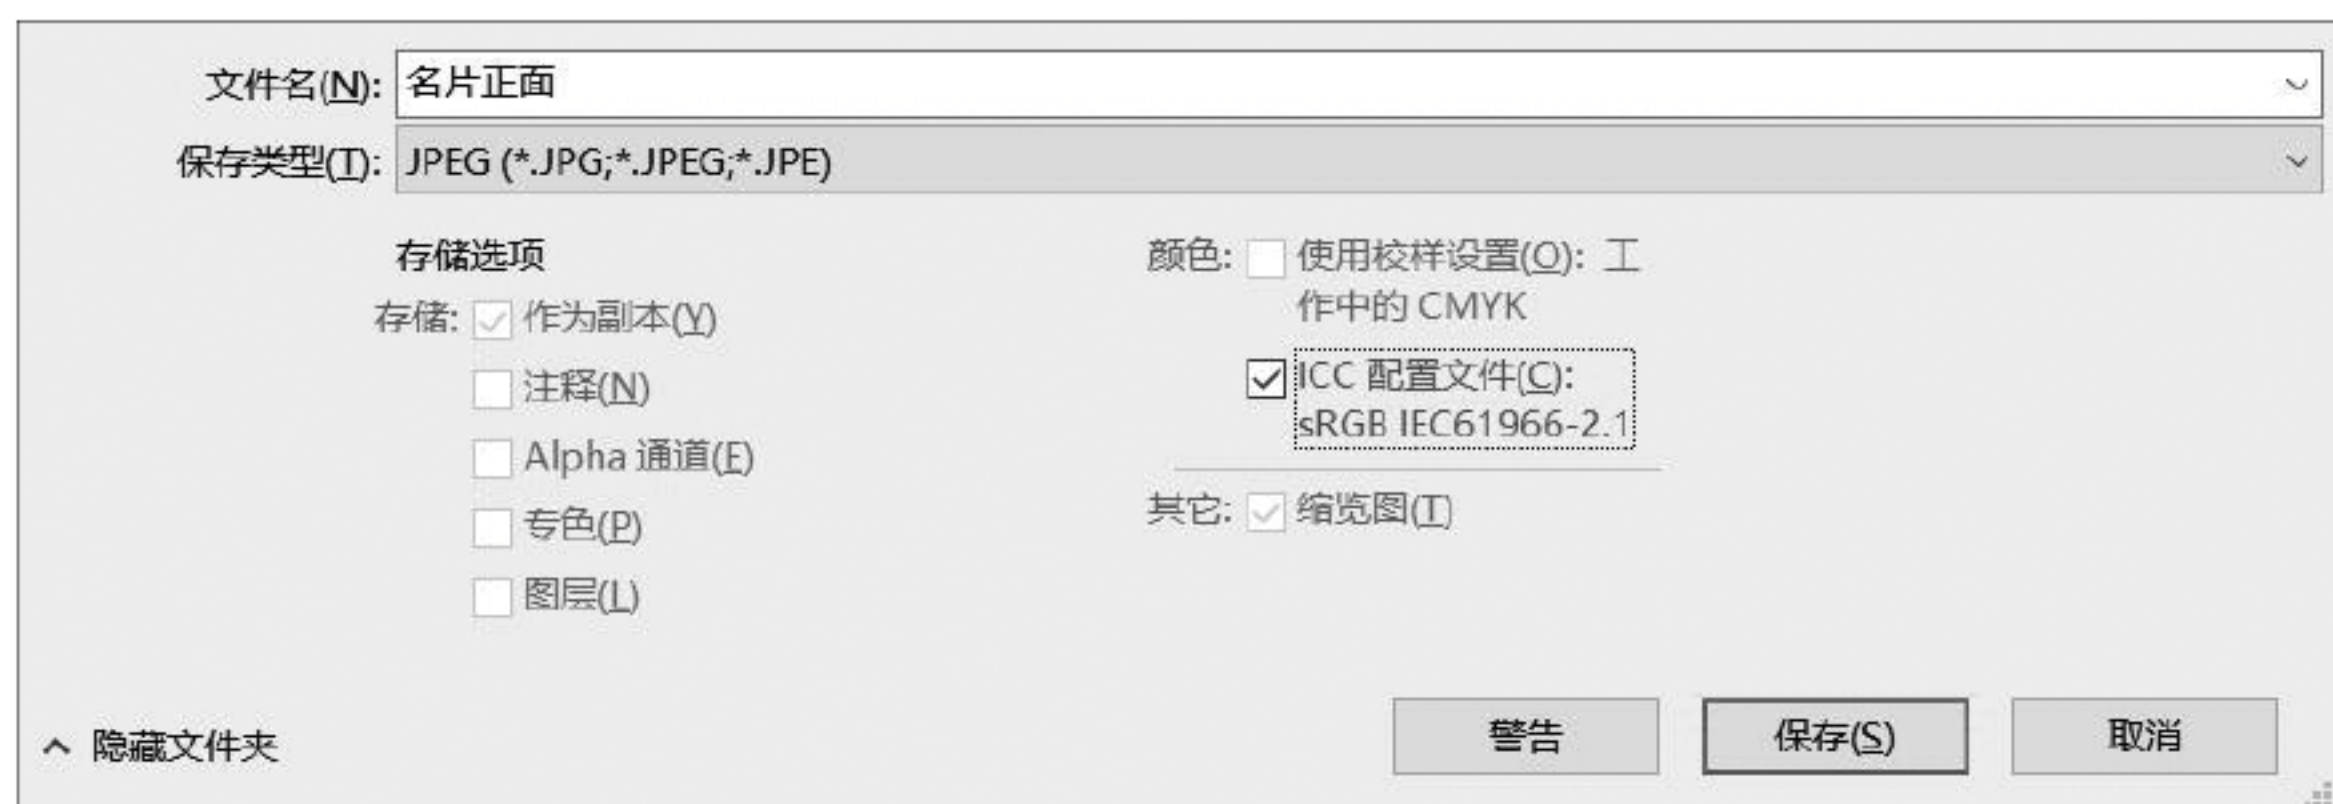 文件名(N): 名片正面
保存类型(T): JPEG (*.JPG;*.JPEG;*.JPE)
存储选项
存储: 作为副本(Y)
注释(N)
Alpha 通道(E)
专色(P)
图层(L)
颜色: 使用校样设置(O): 工
作中的 CMYK
ICC 配置文件(C):
sRGB IEC61966-2.1
其它: 缩览图(T)
隐藏文件夹
警告
保存(S)
取消